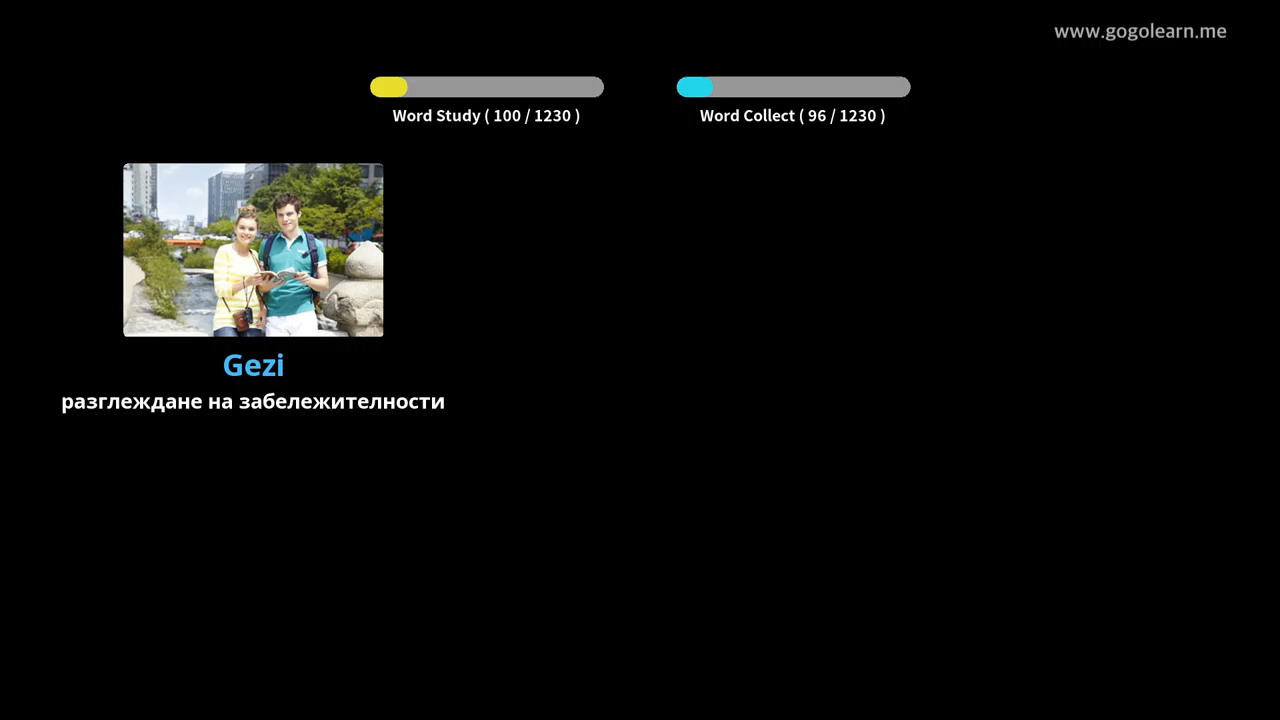 www.gogolearn.me
Word Study ( 100 / 1230 )
Word Collect ( 96 / 1230 )
Gezi
разглеждане на забележителности